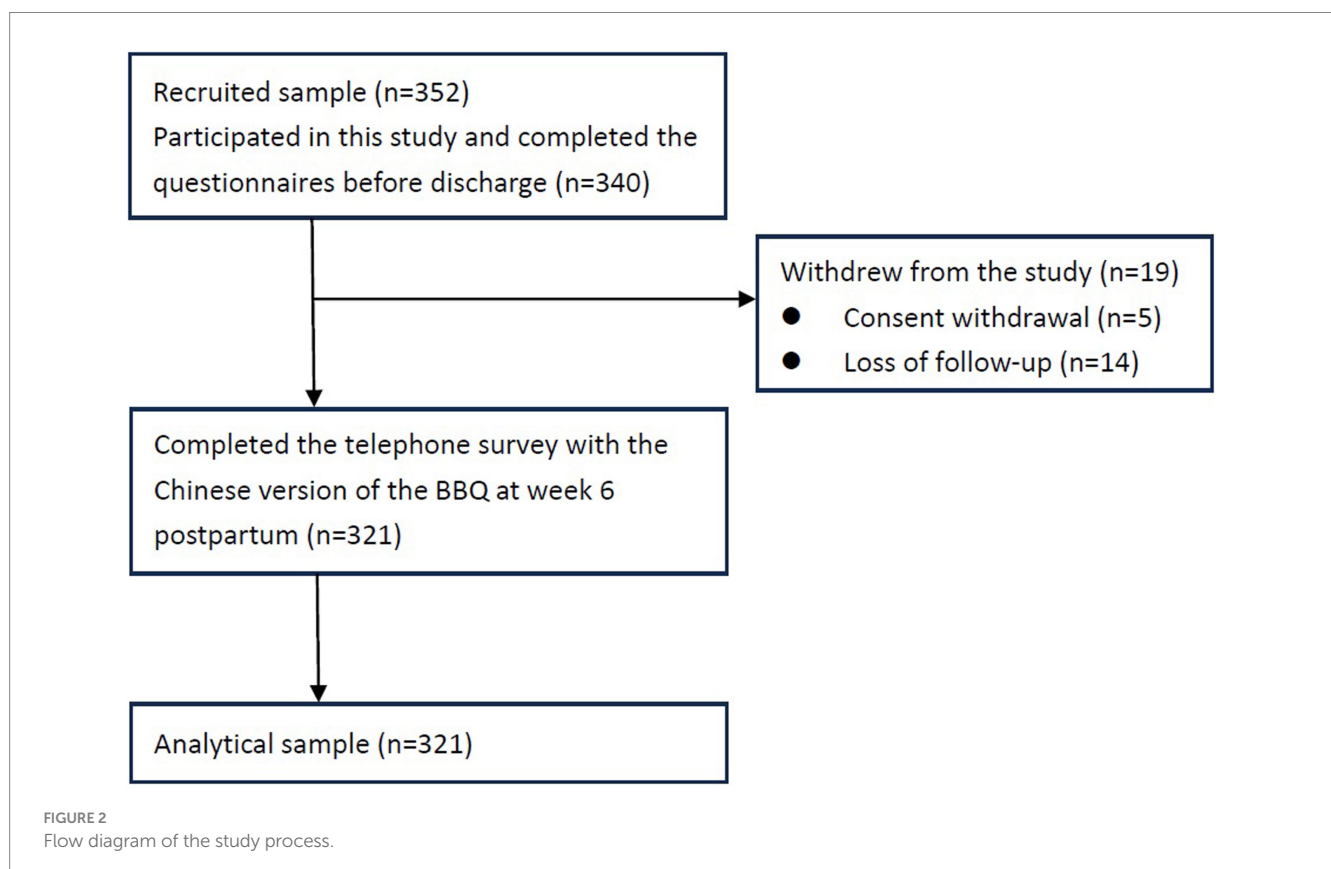 Recruited sample (n=352)
Participated in this study and completed the
questionnaires before discharge (n=340)
Withdrew from the study (n=19)
● Consent withdrawal (n=5)
● Loss of follow-up (n=14)
Completed the telephone survey with the
Chinese version of the BBQ at week 6
postpartum (n=321)
Analytical sample (n=321)
FIGURE 2
Flow diagram of the study process.